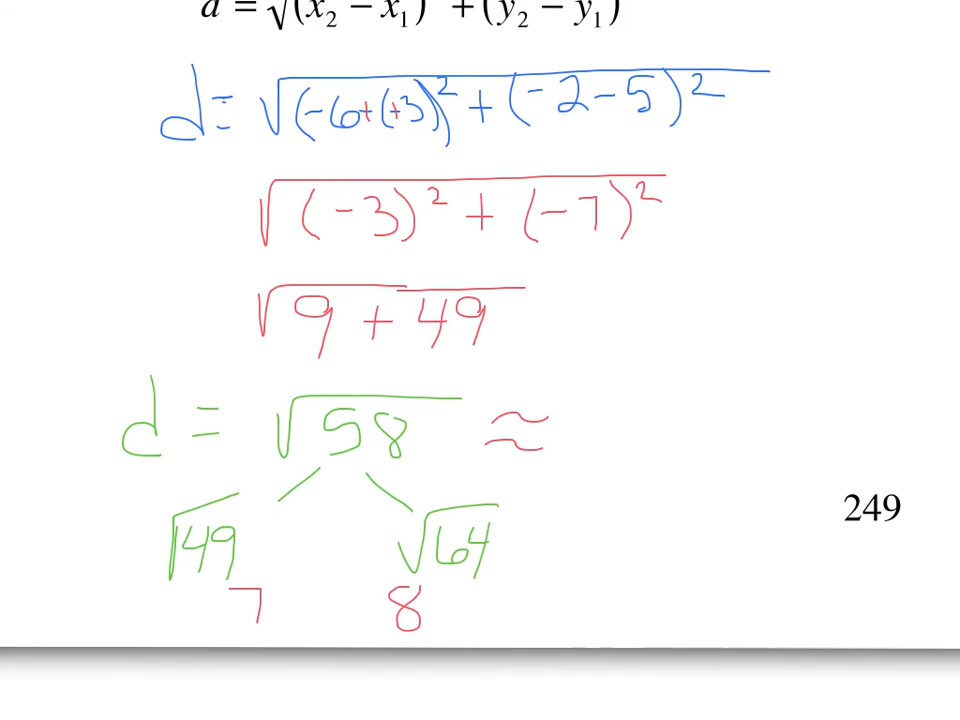 d = √(x₂ − x₁)² + (y₂ − y₁)²
d = √(-6+(+3))² + (-2-5)²
√(-3)² + (-7)²
√9 + 49
d = √58 ≈
√49 √64
7 8
249